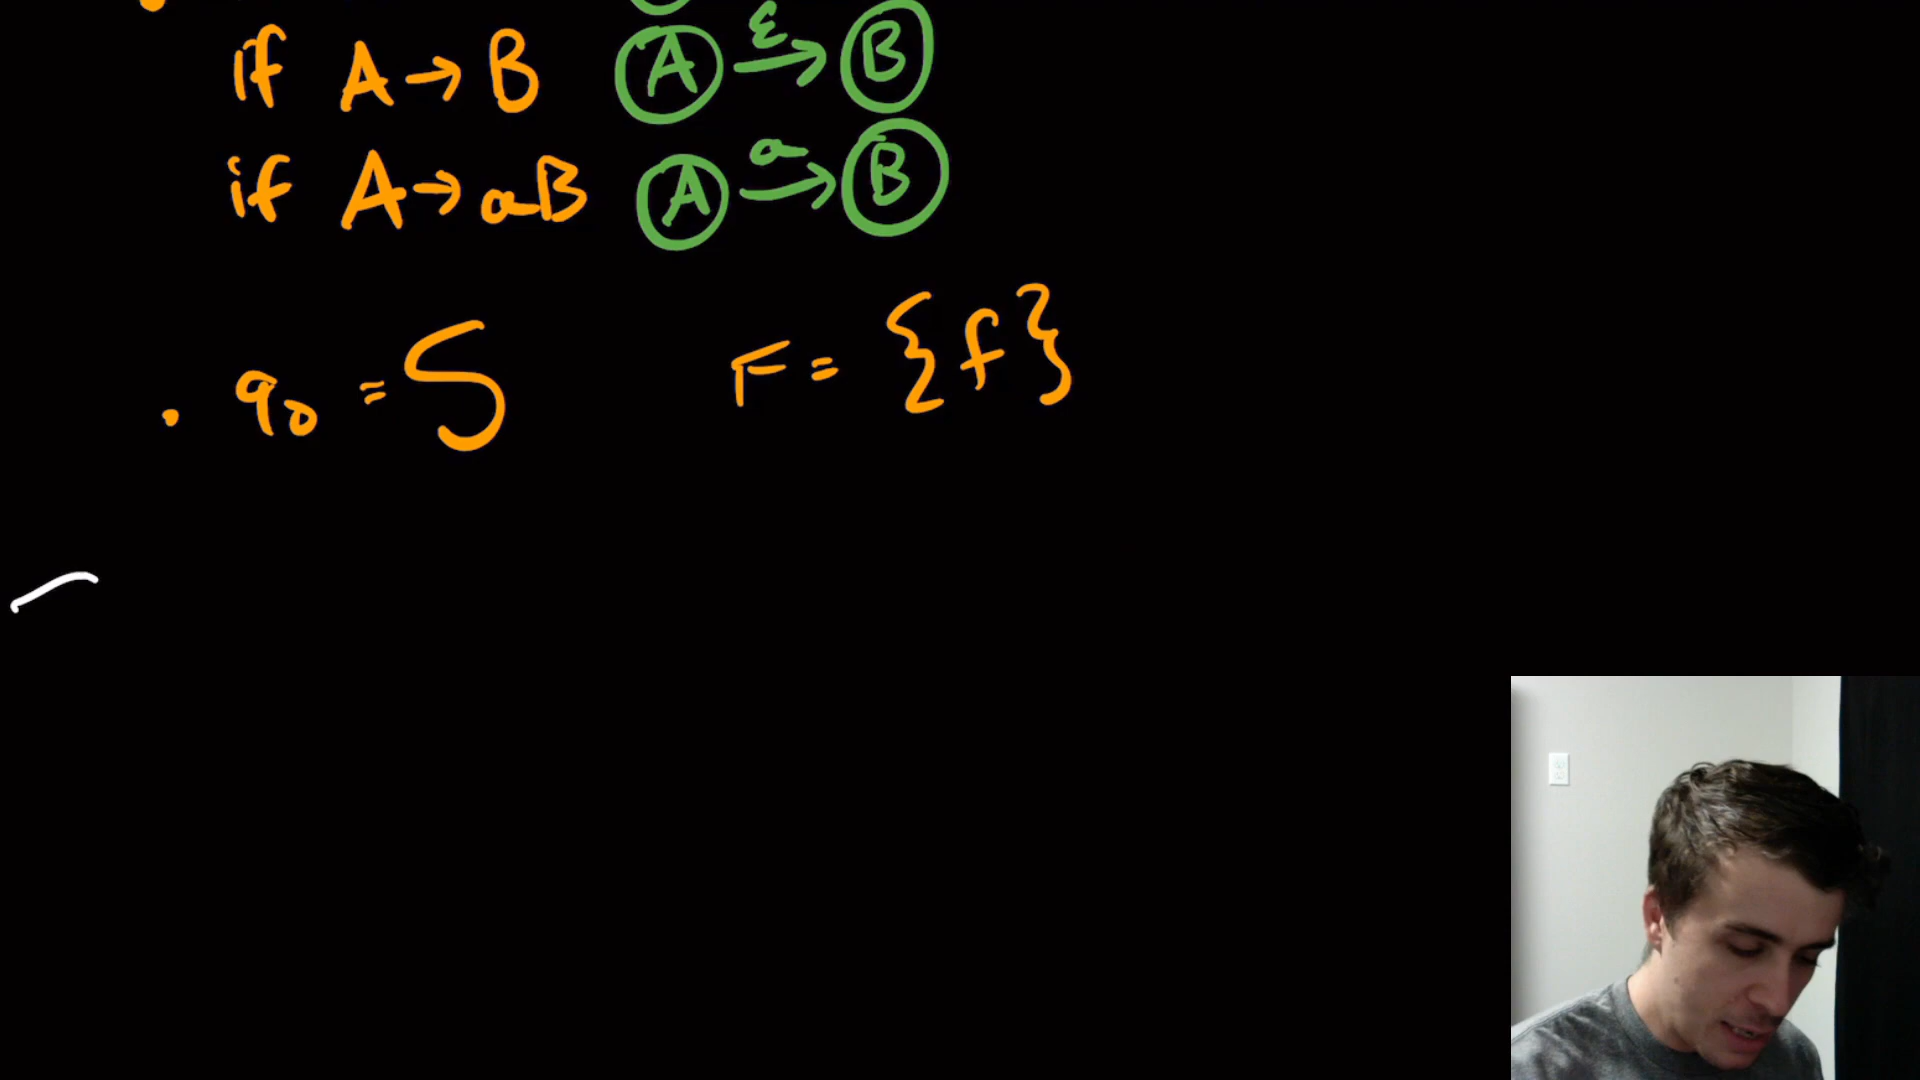 if A → B A ε→ B
if A → aB A a→ B
• q0 = S F = {f}